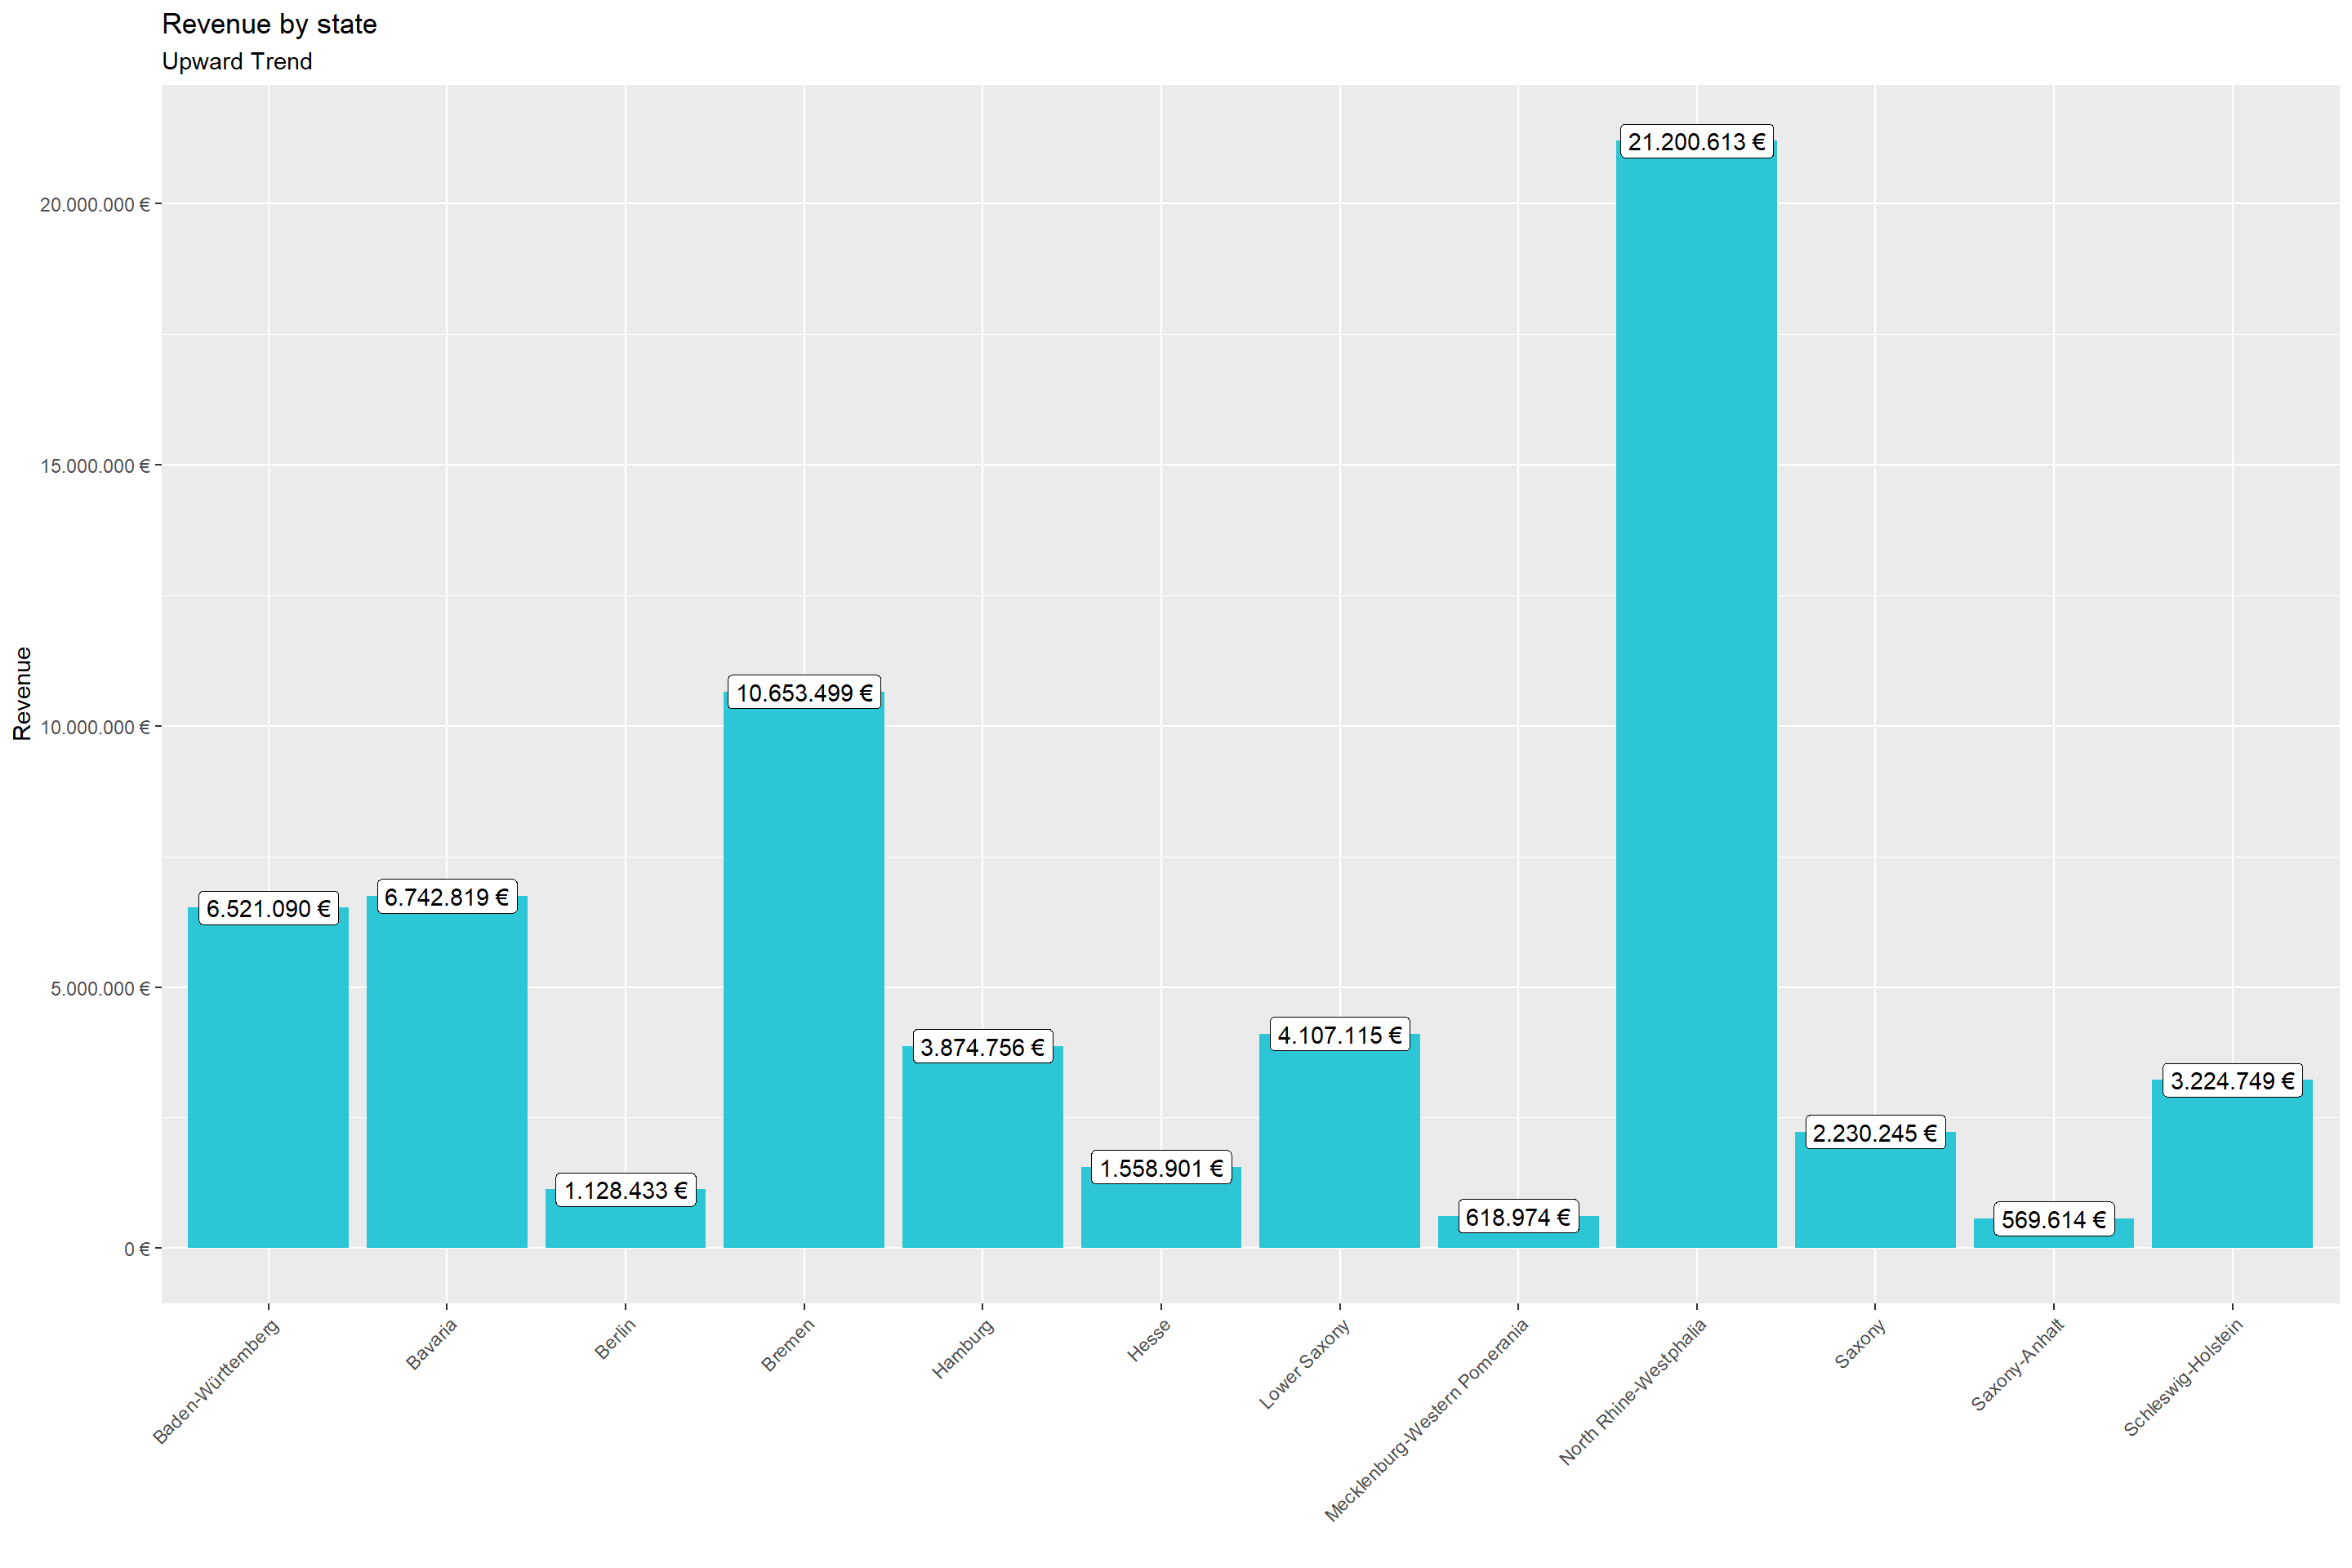 Revenue by state
Upward Trend
Revenue
20.000.000 €
15.000.000 €
10.000.000 €
5.000.000 €
0 €
6.521.090 €
6.742.819 €
1.128.433 €
10.653.499 €
3.874.756 €
1.558.901 €
4.107.115 €
618.974 €
21.200.613 €
2.230.245 €
569.614 €
3.224.749 €
Baden-Württemberg
Bavaria
Berlin
Bremen
Hamburg
Hesse
Lower Saxony
Mecklenburg-Western Pomerania
North Rhine-Westphalia
Saxony
Saxony-Anhalt
Schleswig-Holstein